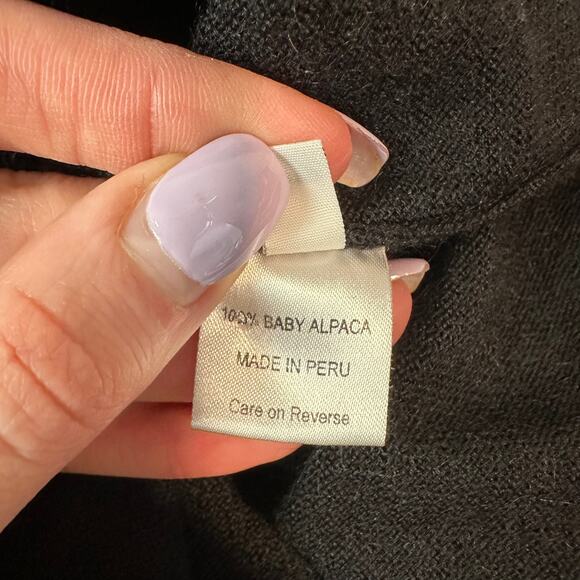 100% BABY ALPACA
MADE IN PERU
Care on Reverse